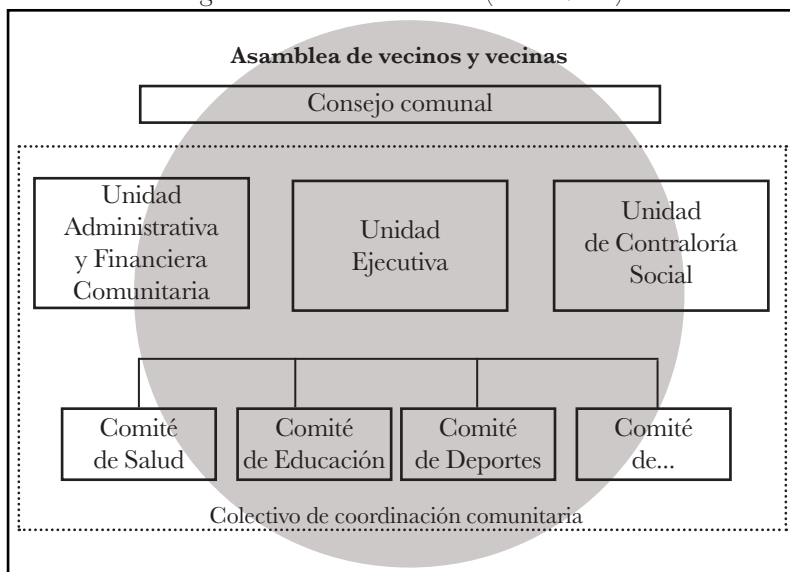 Asamblea de vecinos y vecinas
Consejo comunal
Unidad
Administrativa
y Financiera
Comunitaria
Unidad
Ejecutiva
Unidad
de Contraloría
Social
Comité
de Salud
Comité
de Educación
Comité
de Deportes
Comité
de...
Colectivo de coordinación comunitaria